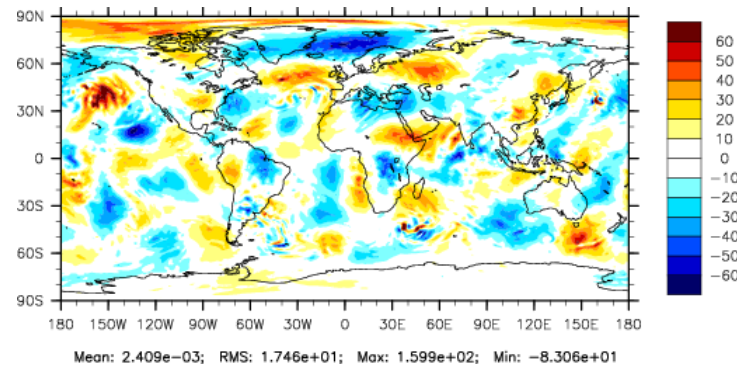 90N
60N
30N
0
30S
60S
90S
180 150W 120W 90W 60W 30W 0 30E 60E 90E 120E 150E 180
60
50
40
30
20
10
0
−10
−20
−30
−40
−50
−60
Mean: 2.409e−03; RMS: 1.746e+01; Max: 1.599e+02; Min: −8.306e+01